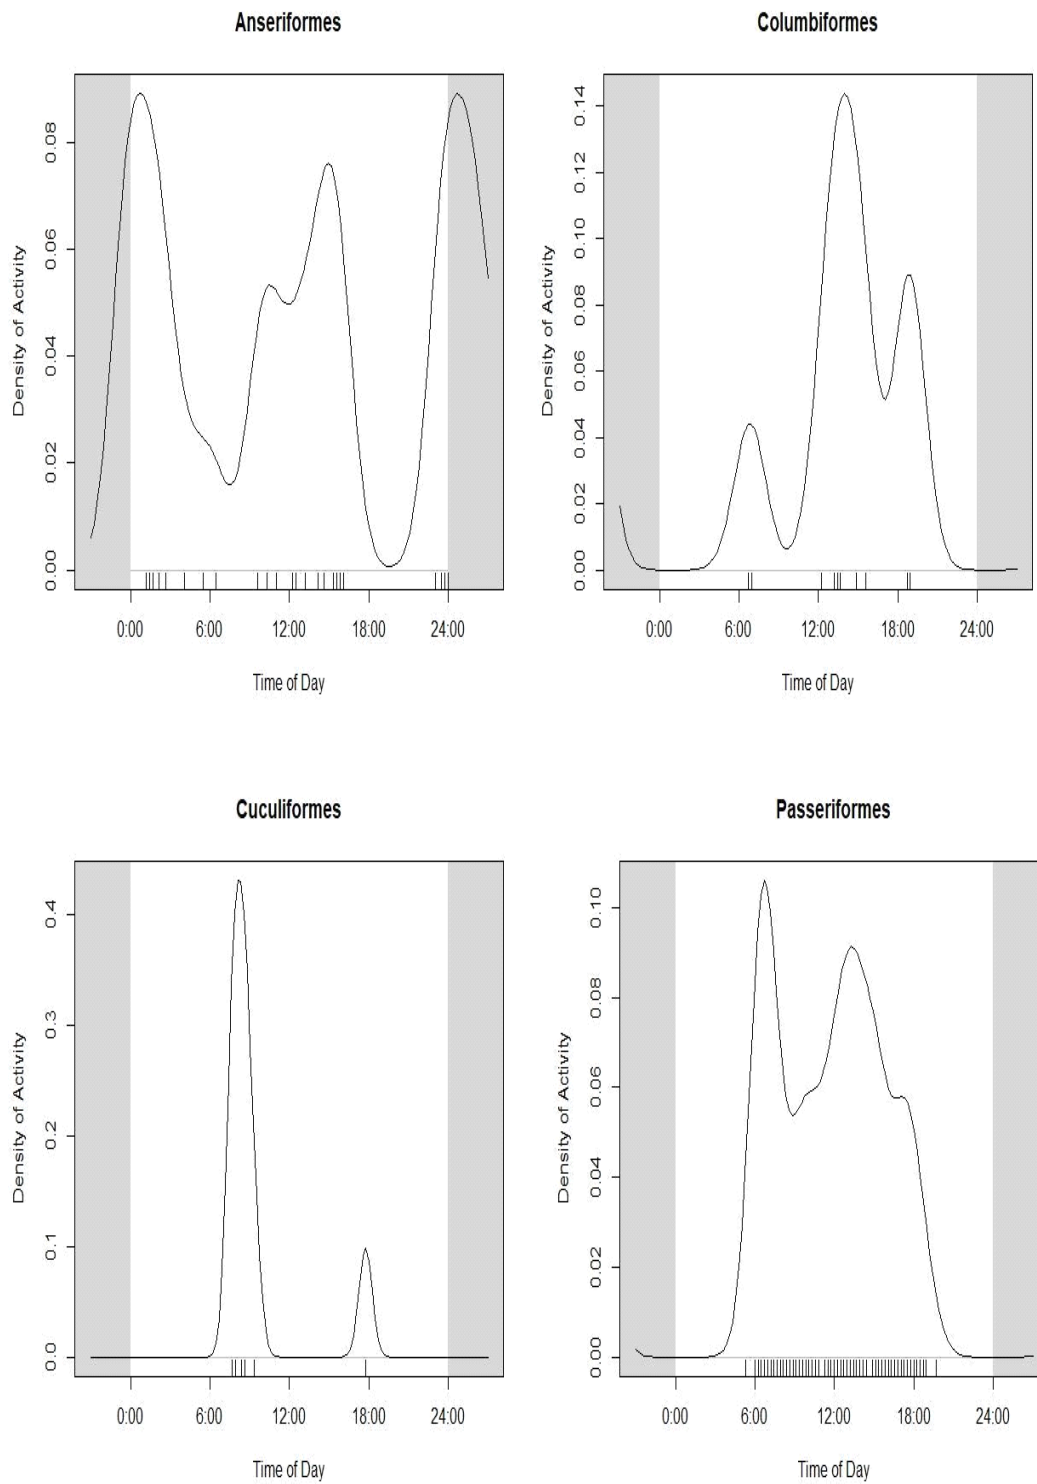 Anseriformes
Density of Activity
0.00 0.02 0.04 0.06 0.08
0:00 6:00 12:00 18:00 24:00
Time of Day
Columbiformes
Density of Activity
0.00 0.02 0.04 0.06 0.08 0.10 0.12 0.14
0:00 6:00 12:00 18:00 24:00
Time of Day
Cuculiformes
Density of Activity
0.0 0.1 0.2 0.3 0.4
0:00 6:00 12:00 18:00 24:00
Time of Day
Passeriformes
Density of Activity
0.00 0.02 0.04 0.06 0.08 0.10
0:00 6:00 12:00 18:00 24:00
Time of Day